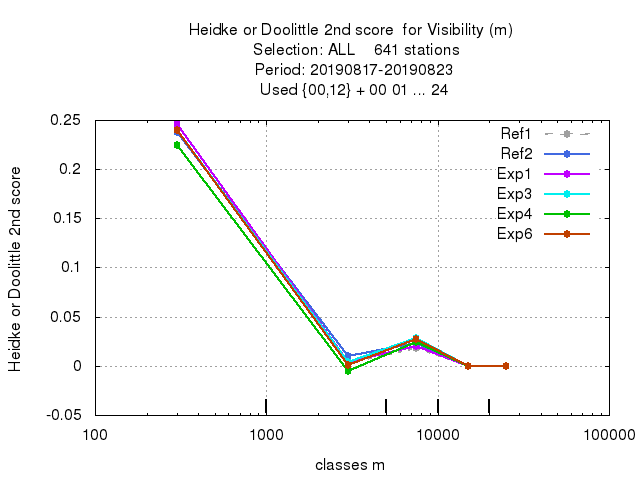 Heidke or Doolittle 2nd score  for Visibility (m)
Selection: ALL    641 stations
Period: 20190817-20190823
Used {00,12} + 00 01 ... 24
Heidke or Doolittle 2nd score
0.25
0.2
0.15
0.1
0.05
0
-0.05
Ref1
Ref2
Exp1
Exp3
Exp4
Exp6
100 1000 10000 100000
classes m